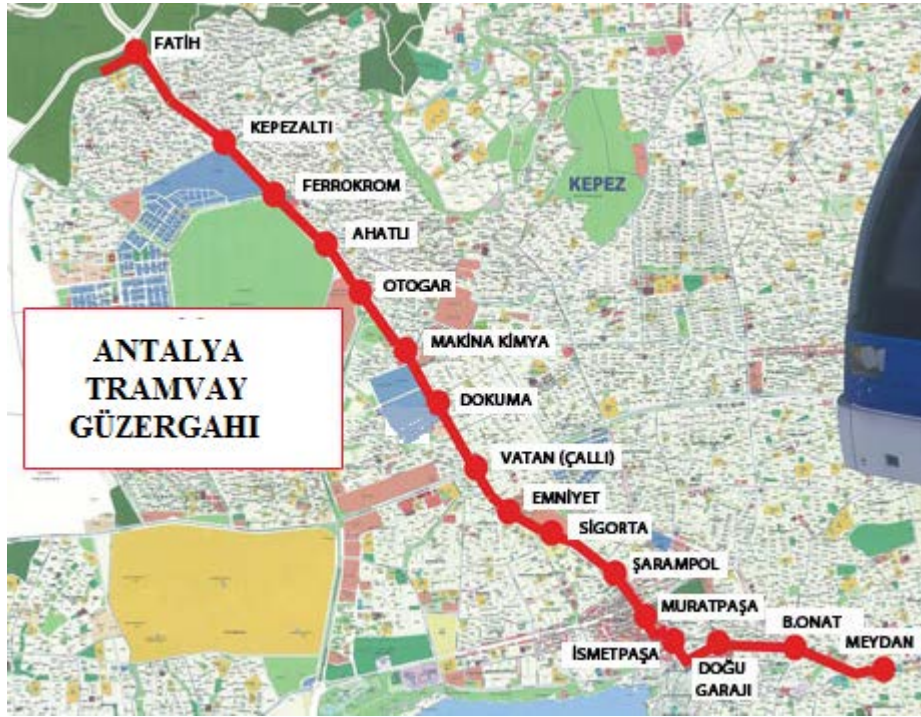 FATİH
KEPEZALTI
FERROKROM
KEPEZ
AHATLI
OTOGAR
ANTALYA
TRAMVAY
GÜZERGAHI
MAKİNA KİMYA
DOKUMA
VATAN (ÇALLI)
EMNİYET
SİGORTA
ŞARAMPOL
MURATPAŞA
B.ONAT
MEYDAN
İSMETPAŞA
DOĞU
GARAJI